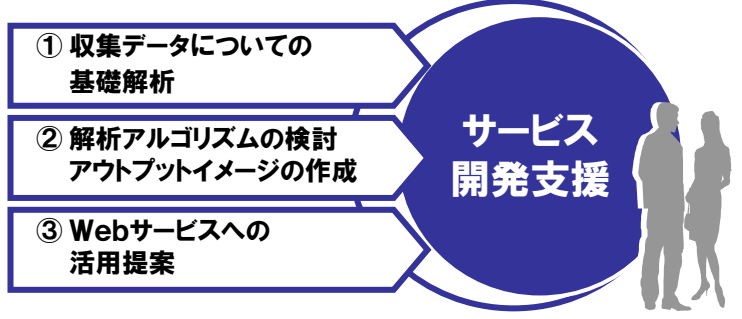 ① 収集データについての
基礎解析
② 解析アルゴリズムの検討
アウトプットイメージの作成
③ Webサービスへの
活用提案
サービス
開発支援